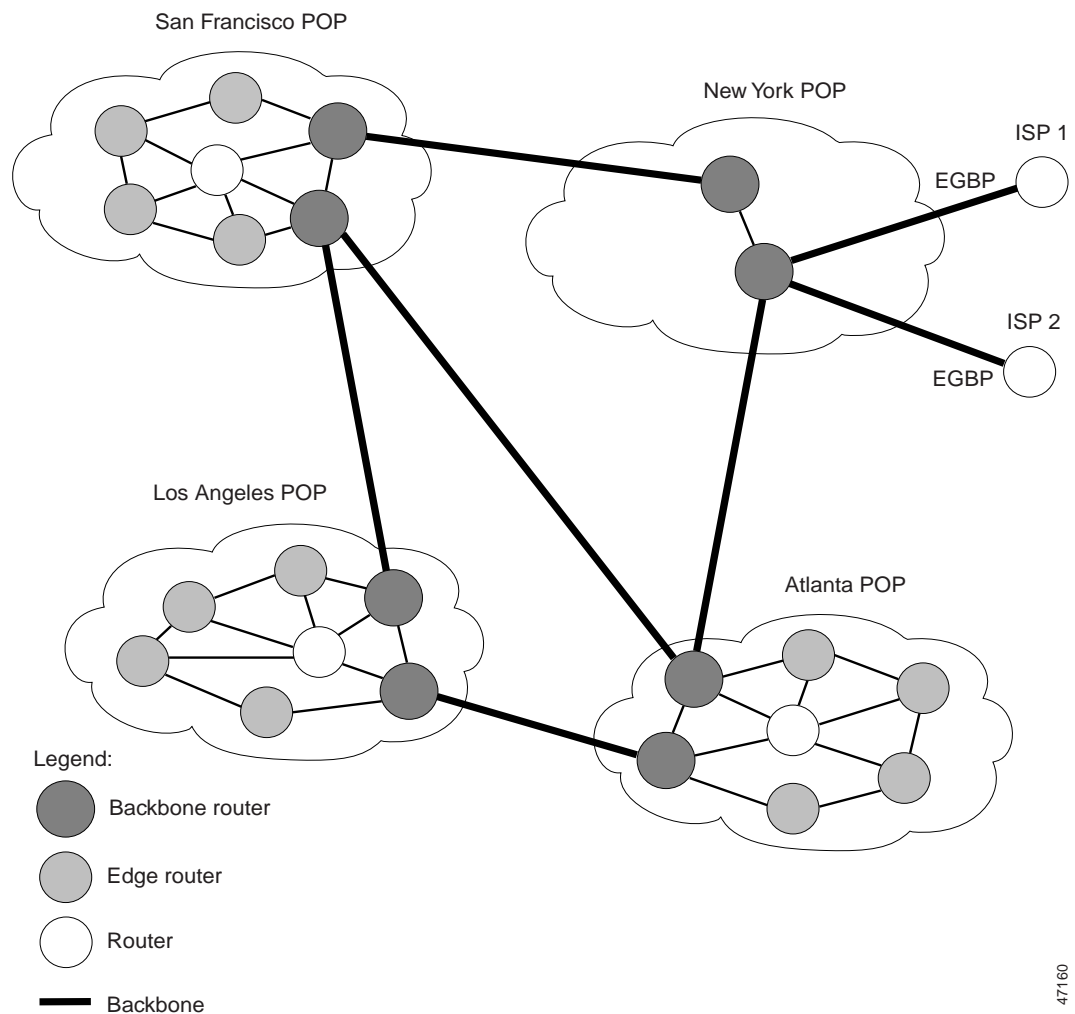 San Francisco POP
New York POP
ISP 1
EGBP
ISP 2
EGBP
Los Angeles POP
Atlanta POP
Legend:
Backbone router
Edge router
Router
Backbone
47160